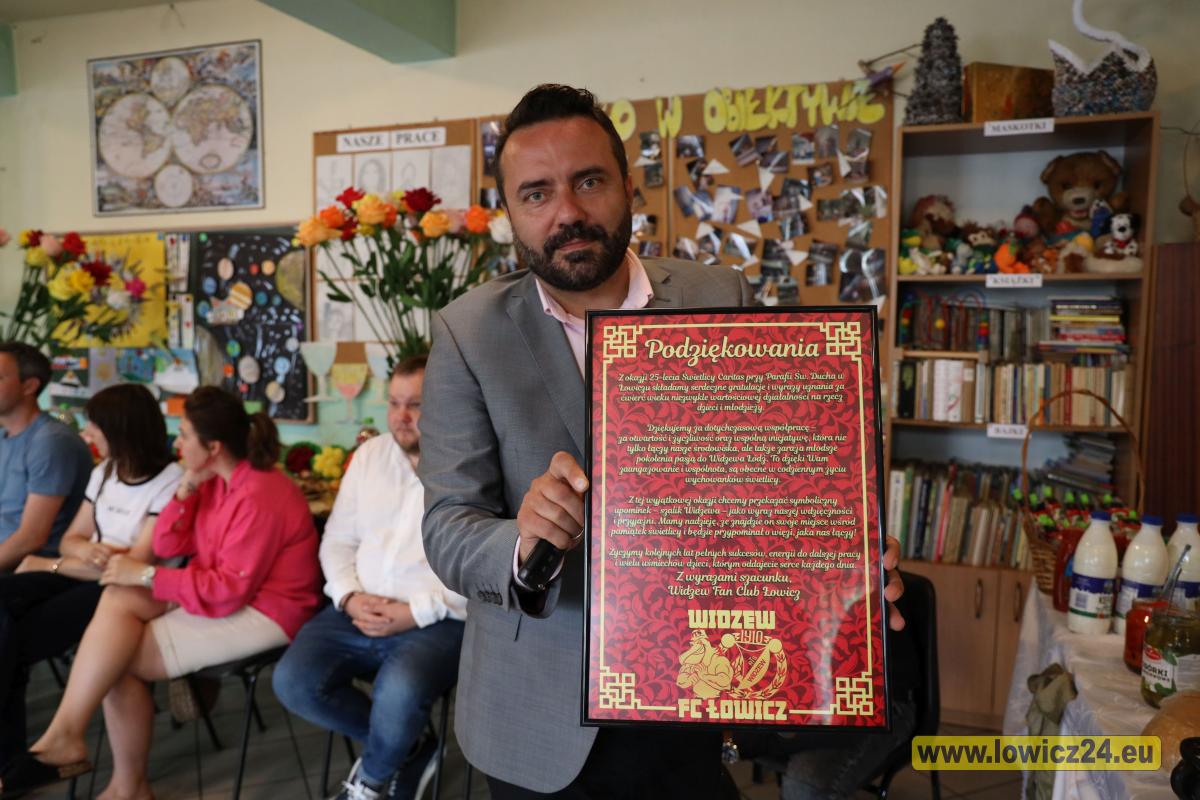 NASZE PRACE
O W OBIEKTYWIE
MASKOTKI
KSIĄŻKI
BAJKI
Podziękowania
Z okazji 25-lecia Świetlicy Caritas przy Parafii Św. Ducha w
Łowiczu składamy serdeczne gratulacje i wyrazy uznania za
ćwierć wieku niezwykle wartościowej działalności na rzecz
dzieci i młodzieży.
Dziękujemy za dotychczasową współpracę –
za otwartość i życzliwość oraz wspólną inicjatywę, która nie
tylko łączy nasze środowiska, ale także zaraża młodsze
pokolenia pasją do Widzewa Łódź. To dzięki Wam
zaangażowanie i wspólnota, są obecne w codziennym życiu
wychowanków świetlicy.
Z tej wyjątkowej okazji chcemy przekazać symboliczny
upominek – szalik Widzewa – jako wyraz naszej wdzięczności
i przyjaźni. Mamy nadzieję, że znajdzie on swoje miejsce wśród
pamiątek świetlicy i będzie przypominał o więzi, jaka nas łączy!
Życzymy kolejnych lat pełnych sukcesów, energii do dalszej pracy
i wielu uśmiechów dzieci, którym oddajecie serce każdego dnia.
Z wyrazami szacunku,
Widzew Fan Club Łowicz
WIDZEW
1910
WIDZEW
FC ŁOWICZ
www.lowicz24.eu